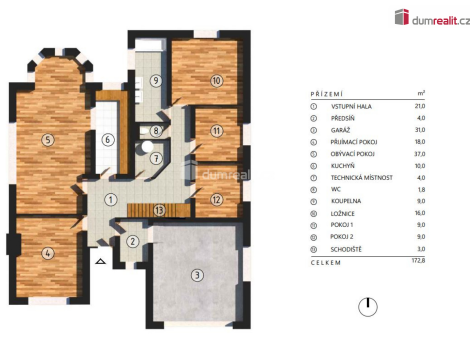 dumrealit.cz
PŘÍZEMÍ m²
1 VSTUPNÍ HALA 21,0
2 PŘEDSÍŇ 4,0
3 GARÁŽ 31,0
4 PŘIJÍMACÍ POKOJ 18,0
5 OBÝVACÍ POKOJ 37,0
6 KUCHYŇ 10,0
7 TECHNICKÁ MÍSTNOST 4,0
8 WC 1,8
9 KOUPELNA 9,0
10 LOŽNICE 16,0
11 POKOJ 1 9,0
12 POKOJ 2 9,0
13 SCHODIŠTĚ 3,0
CELKEM 172,8
9
10
8
11
5
6
7
dumreal
1
13
12
4
2
3